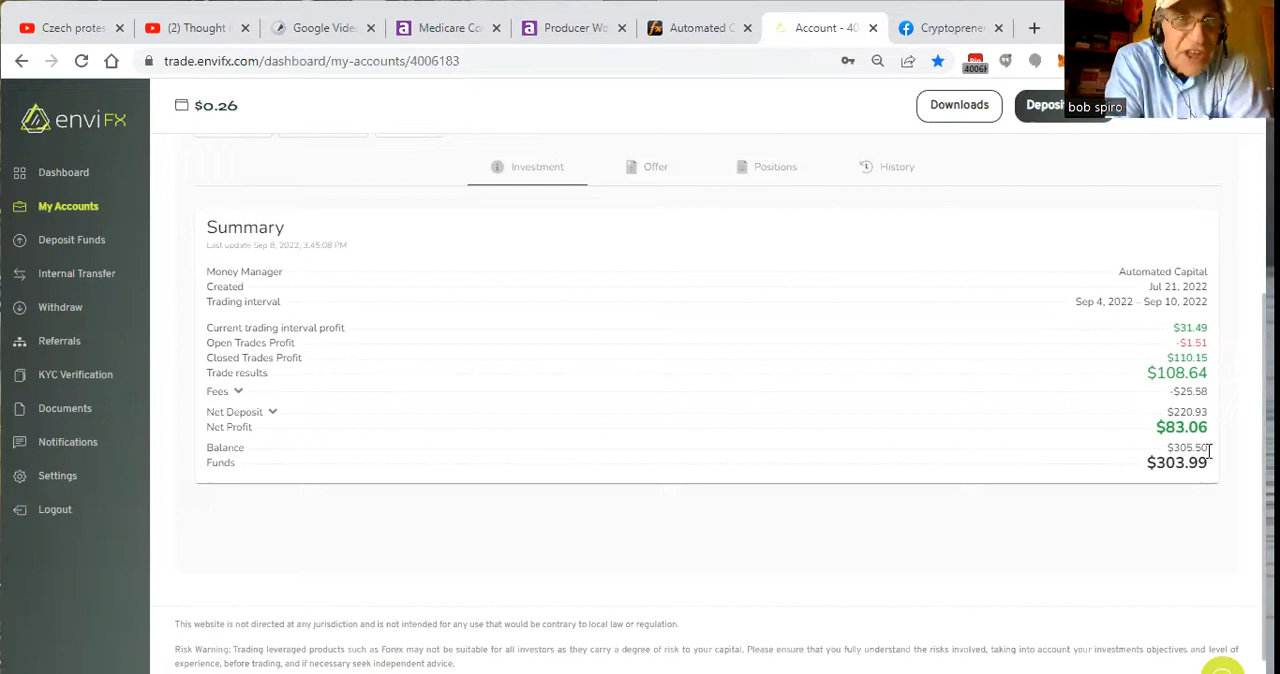 Czech protes
(2) Thought
Google Video
Medicare Co
Producer Wo
Automated C
Account - 40
Cryptoprene
trade.envifx.com/dashboard/my-accounts/4006183
bob spiro
enviFX
$0.26
Downloads
Deposi
Dashboard
My Accounts
Deposit Funds
Internal Transfer
Withdraw
Referrals
KYC Verification
Documents
Notifications
Settings
Logout
Investment
Offer
Positions
History
Summary
Last update Sep 8, 2022, 3:45:08 PM
Money Manager Automated Capital
Created Jul 21, 2022
Trading interval Sep 4, 2022 – Sep 10, 2022
Current trading interval profit $31.49
Open Trades Profit -$1.51
Closed Trades Profit $110.15
Trade results $108.64
Fees -$25.58
Net Deposit $220.93
Net Profit $83.06
Balance $305.50
Funds $303.99
This website is not directed at any jurisdiction and is not intended for any use that would be contrary to local law or regulation.
Risk Warning: Trading leveraged products such as Forex may not be suitable for all investors as they carry a degree of risk to your capital. Please ensure that you fully understand the risks involved, taking into account your investments objectives and level of
experience, before trading, and if necessary seek independent advice.